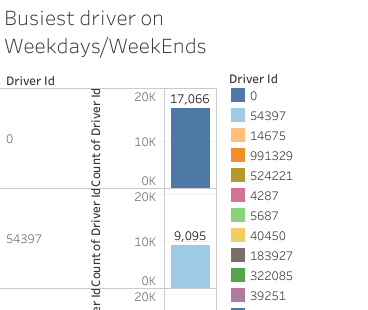 Busiest driver on
Weekdays/WeekEnds
Driver Id
0
Count of Driver Id
20K
10K
0K
17,066
54397
Count of Driver Id
20K
10K
0K
9,095
r Id
20K
Driver Id
0
54397
14675
991329
524221
4287
5687
40450
183927
322085
39251